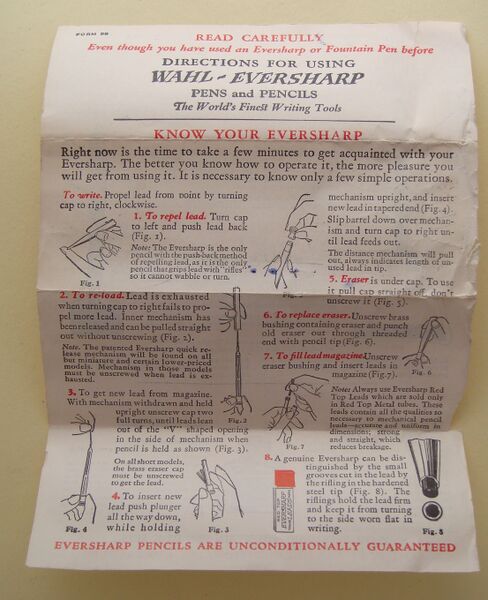 FORM 99
READ CAREFULLY
Even though you have used an Eversharp or Fountain Pen before
DIRECTIONS FOR USING
WAHL-EVERSHARP
PENS and PENCILS
The World's Finest Writing Tools
KNOW YOUR EVERSHARP
Right now is the time to take a few minutes to get acquainted with your
Eversharp. The better you know how to operate it, the more pleasure you
will get from using it. It is necessary to know only a few simple operations.
To write. Propel lead from point by turning
cap to right, clockwise.
1. To repel lead. Turn cap
to left and push lead back
(Fig. 1).
Note: The Eversharp is the only
pencil with the push-back method
of repelling lead, as it is the only
pencil that grips lead with "rifles"
so it cannot wabble or turn.
Fig. 1
2. To re-load. Lead is exhausted
when turning cap to right fails to pro-
pel more lead. Inner mechanism has
been released and can be pulled straight
out without unscrewing (Fig. 2).
Note. The patented Eversharp quick re-
lease mechanism will be found on all
but miniature and certain lower-priced
models. Mechanism in those models
must be unscrewed when lead is ex-
hausted.
Fig. 2
3. To get new lead from magazine.
With mechanism withdrawn and held
upright unscrew cap two
full turns, until leads lean
out of the "V" shaped opening
in the side of mechanism when
pencil is held as shown (Fig. 3).
On all short models,
the brass eraser cap
must be unscrewed
to get the lead.
4. To insert new
lead push plunger
all the way down,
while holding
Fig. 4
Fig. 3
mechanism upright, and insert
new lead in tapered end (Fig. 4).
Slip barrel down over mechan-
ism and turn cap to right un-
til lead feeds out.
The distance mechanism will pull
out, always indicates length of un-
used lead in tip.
5. Eraser is under cap. To use
it pull cap straight off, don't
unscrew it (Fig. 5).
6. To replace eraser. Unscrew brass
bushing containing eraser and punch
old eraser out through threaded
end with pencil tip (Fig. 6).
Fig. 6
7. To fill lead magazine. Unscrew
eraser bushing and insert leads in
magazine (Fig. 7).
Note: Always use Eversharp Red
Top Leads which are sold only
in Red Top Metal tubes. These
leads contain all the qualities so
necessary to mechanical pencil
leads—accurate and uniform in
dimensions; strong
and straight, which
reduces breakage.
Fig. 7
8. A genuine Eversharp can be dis-
tinguished by the small
grooves cut in the lead by
the rifling in the hardened
steel tip (Fig. 8). The
riflings hold the lead firm
and keep it from turning
to the side worn flat in
writing.
RED TOP
EVERSHARP
Fig. 8
EVERSHARP PENCILS ARE UNCONDITIONALLY GUARANTEED